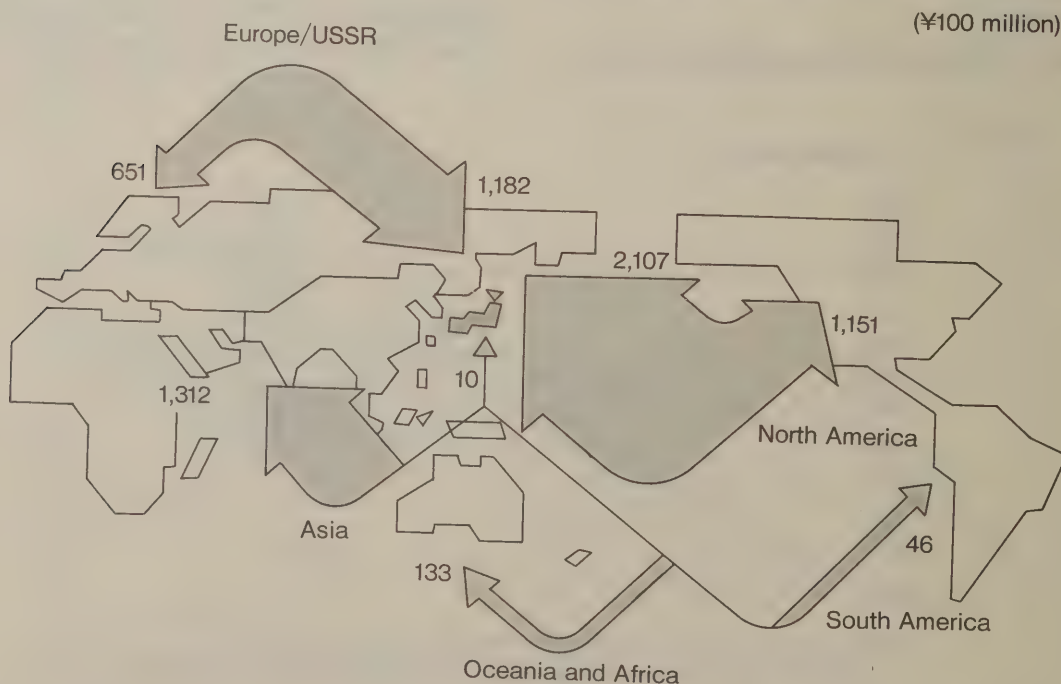 (¥100 million)
Europe/USSR
651
1,182
2,107
1,151
10
1,312
North America
Asia
46
133
South America
Oceania and Africa